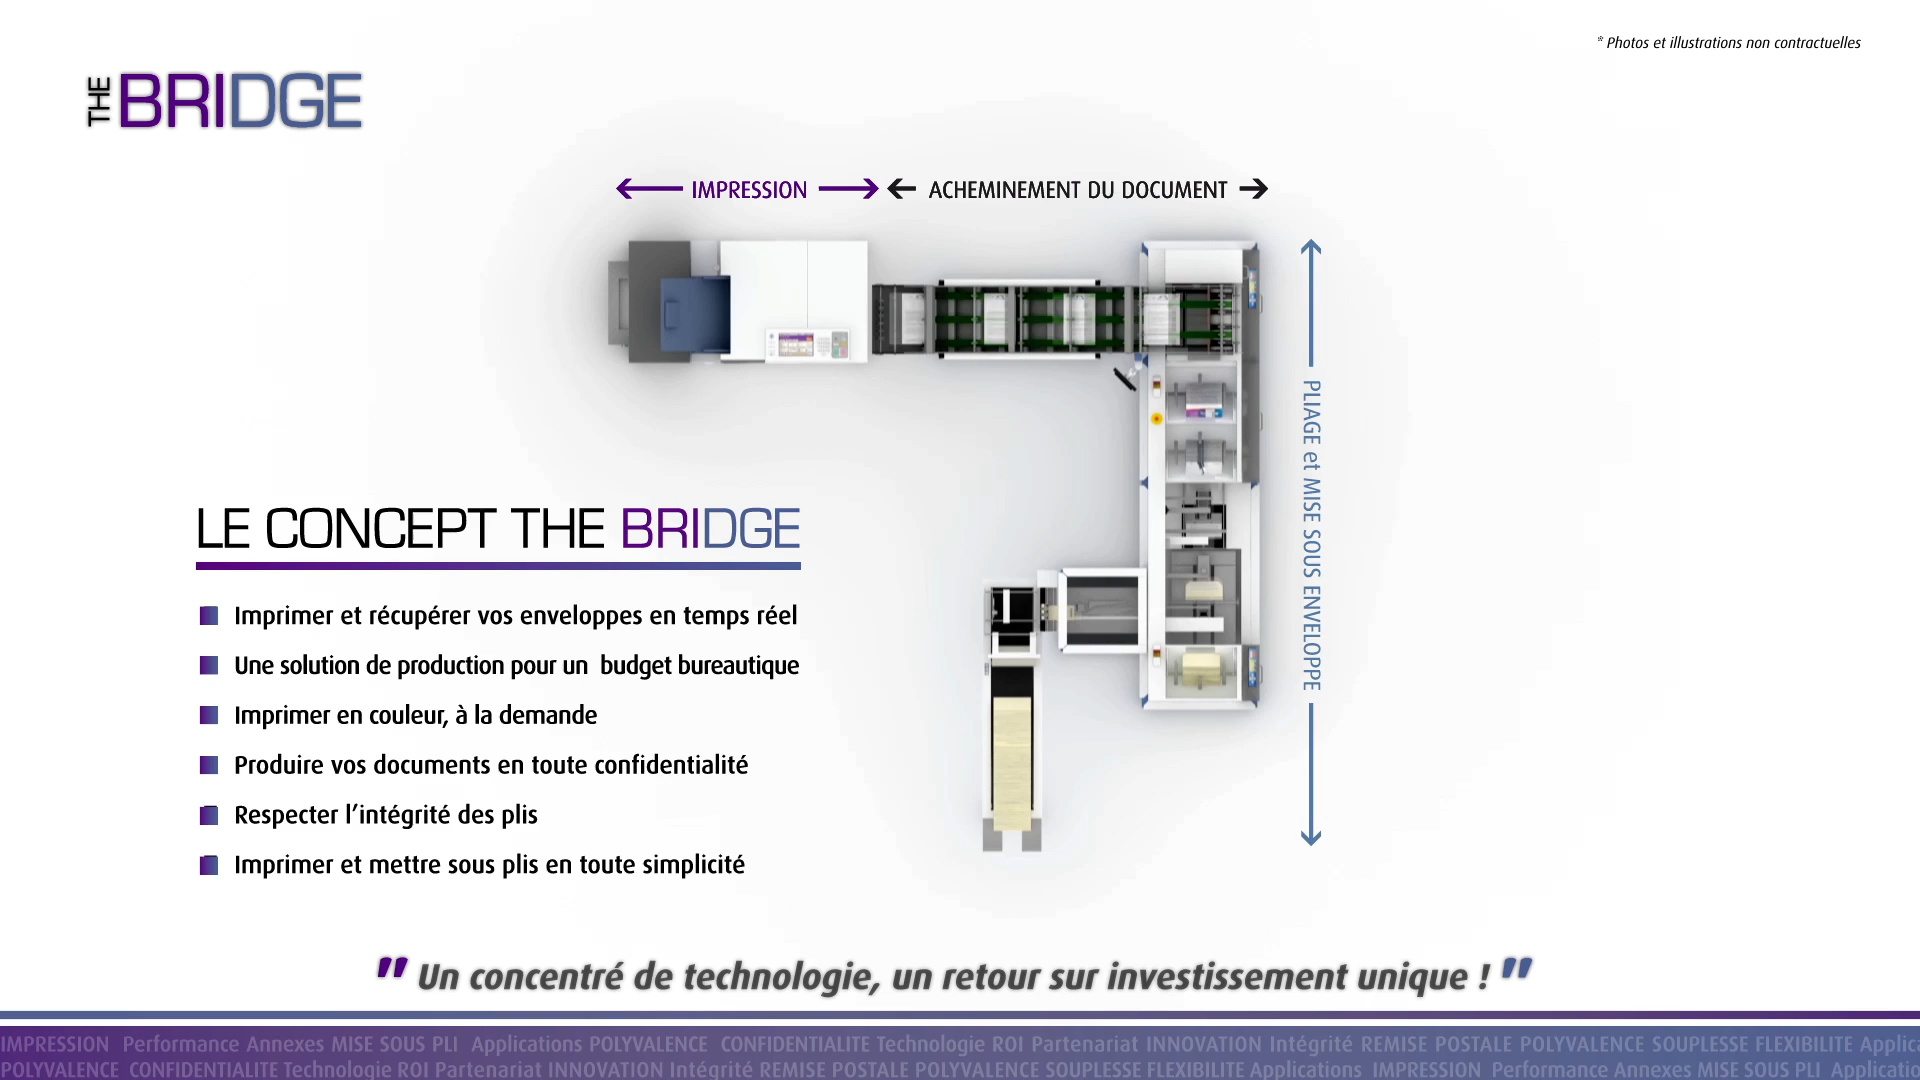 * Photos et illustrations non contractuelles
THE BRIDGE
IMPRESSION
ACHEMINEMENT DU DOCUMENT
PLIAGE et MISE SOUS ENVELOPPE
LE CONCEPT THE BRIDGE
Imprimer et récupérer vos enveloppes en temps réel
Une solution de production pour un budget bureautique
Imprimer en couleur, à la demande
Produire vos documents en toute confidentialité
Respecter l'intégrité des plis
Imprimer et mettre sous plis en toute simplicité
" Un concentré de technologie, un retour sur investissement unique ! "
IMPRESSION Performance Annexes MISE SOUS PLI Applications POLYVALENCE CONFIDENTIALITE Technologie ROI Partenariat INNOVATION Intégrité REMISE POSTALE POLYVALENCE SOUPLESSE FLEXIBILITE Applica
POLYVALENCE CONFIDENTIALITE Technologie ROI Partenariat INNOVATION Intégrité REMISE POSTALE POLYVALENCE SOUPLESSE FLEXIBILITE Applications IMPRESSION Performance Annexes MISE SOUS PLI Applicatio